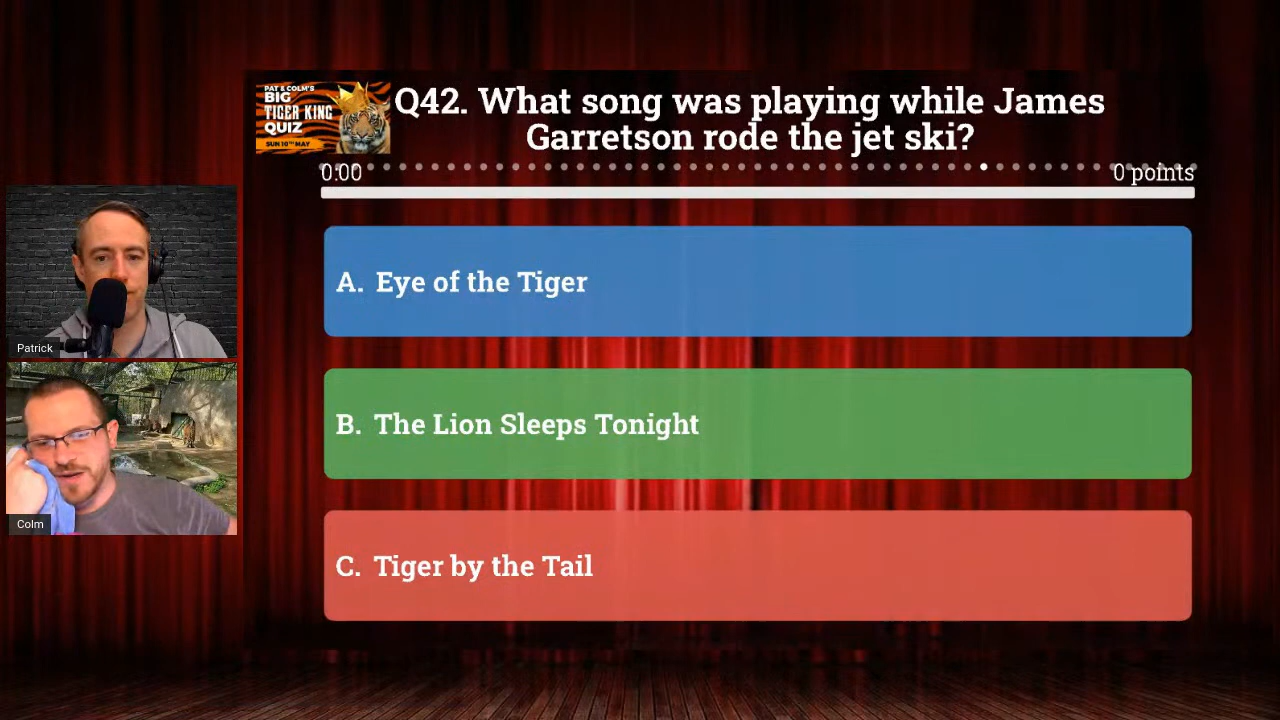 PAT & COLM'S
BIG
TIGER KING
QUIZ
SUN 10TH MAY
Q42. What song was playing while James
Garretson rode the jet ski?
0:00
0 points
Patrick
Colm
A. Eye of the Tiger
B. The Lion Sleeps Tonight
C. Tiger by the Tail